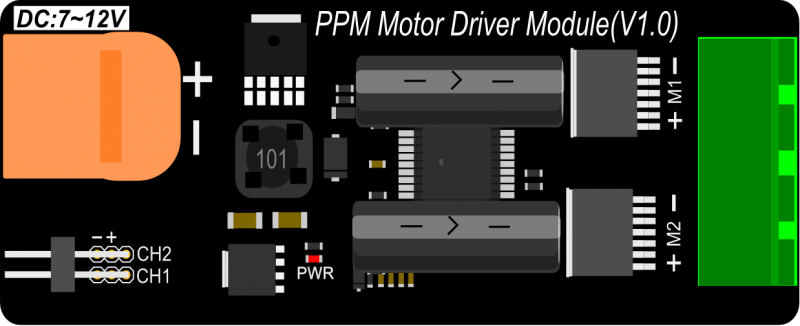 DC:7~12V
PPM Motor Driver Module(V1.0)
+
−
− M1 +
101
− +
CH2
CH1
PWR
− M2 +